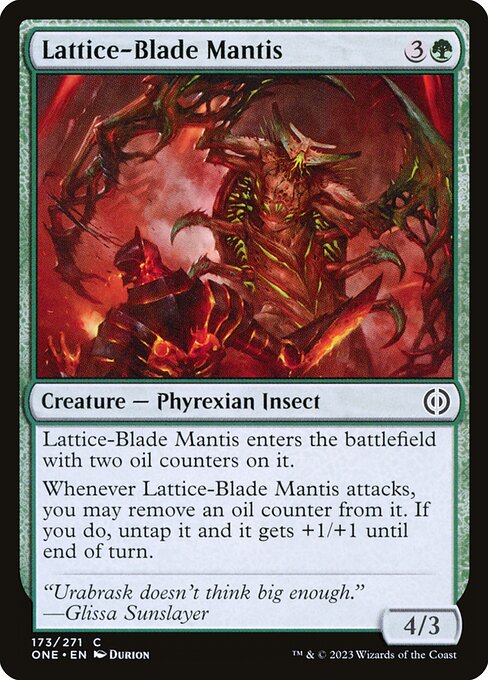 Lattice-Blade Mantis 3
Creature — Phyrexian Insect
Lattice-Blade Mantis enters the battlefield
with two oil counters on it.
Whenever Lattice-Blade Mantis attacks,
you may remove an oil counter from it. If
you do, untap it and it gets +1/+1 until
end of turn.
“Urabrask doesn’t think big enough.”
—Glissa Sunslayer
4/3
173/271 C
ONE • EN Durion
™ & © 2023 Wizards of the Coast